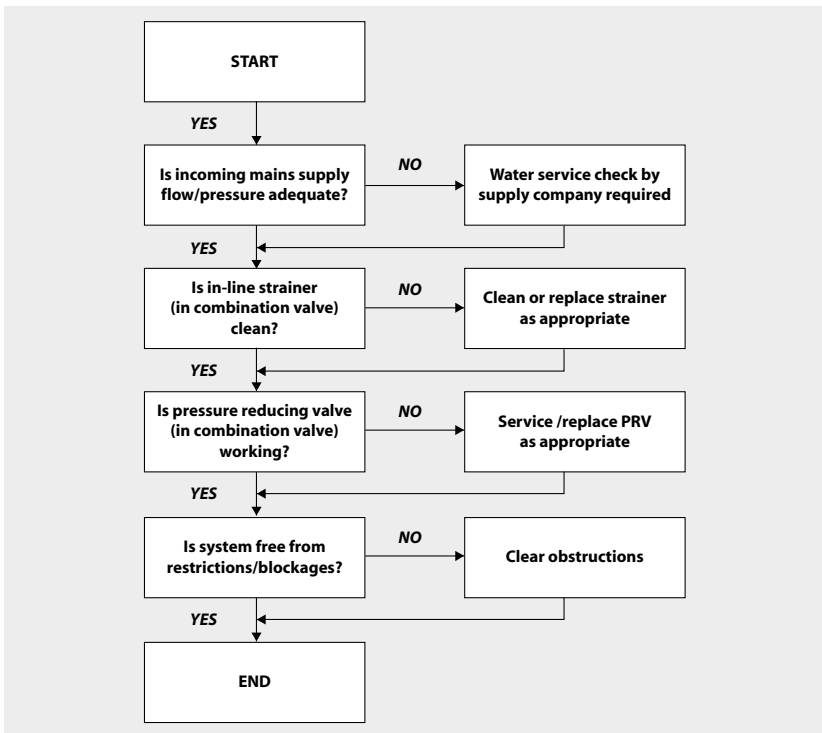 START
YES
Is incoming mains supply
flow/pressure adequate?
NO
Water service check by
supply company required
YES
Is in-line strainer
(in combination valve)
clean?
NO
Clean or replace strainer
as appropriate
YES
Is pressure reducing valve
(in combination valve)
working?
NO
Service /replace PRV
as appropriate
YES
Is system free from
restrictions/blockages?
NO
Clear obstructions
YES
END